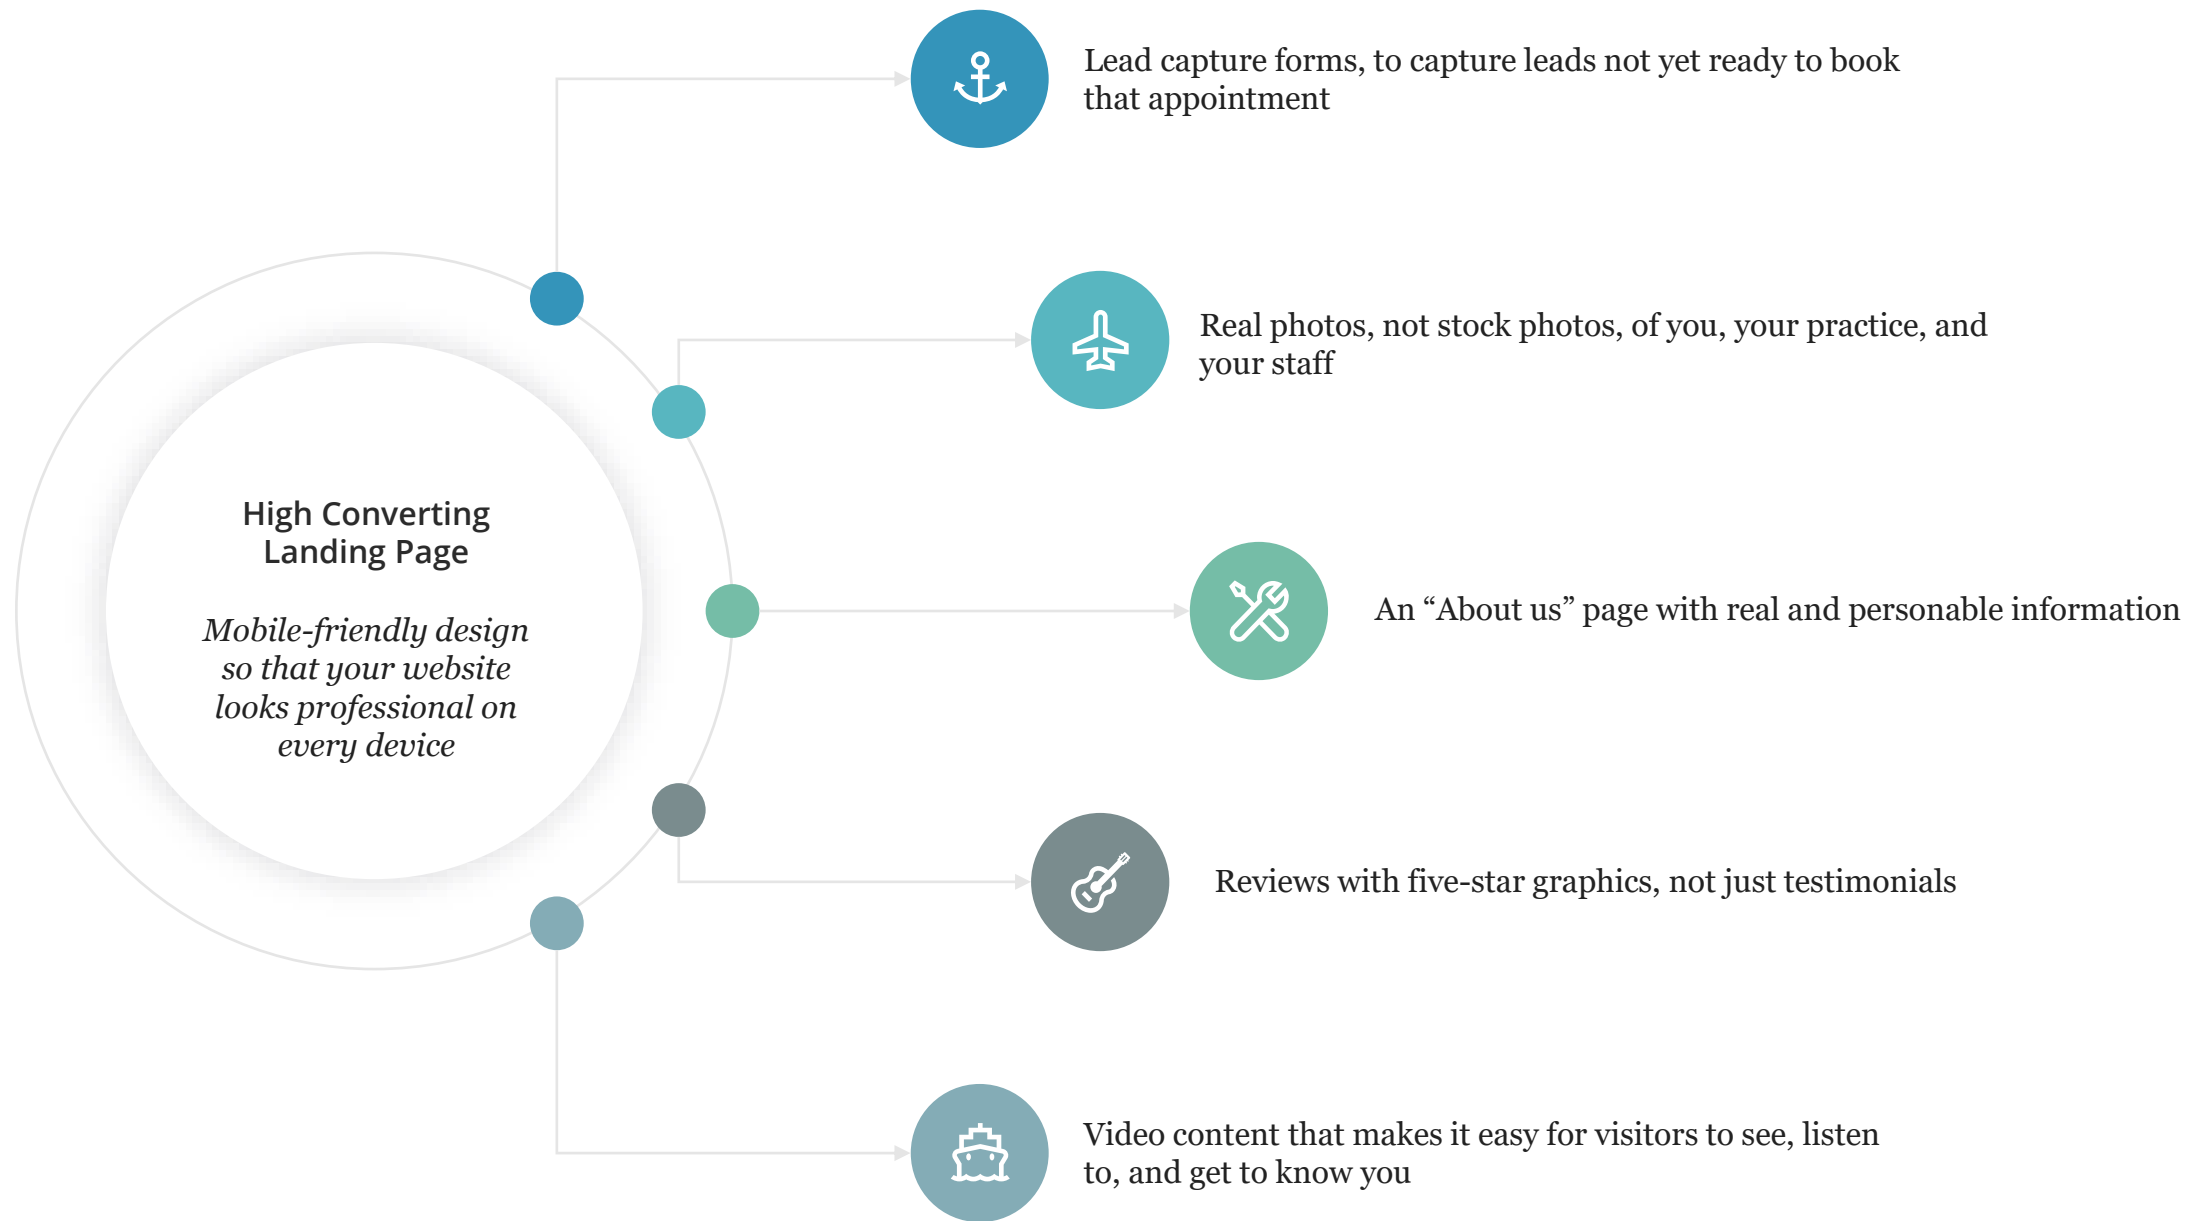 High Converting
Landing Page
Mobile-friendly design
so that your website
looks professional on
every device
Lead capture forms, to capture leads not yet ready to book
that appointment
Real photos, not stock photos, of you, your practice, and
your staff
An “About us” page with real and personable information
Reviews with five-star graphics, not just testimonials
Video content that makes it easy for visitors to see, listen
to, and get to know you